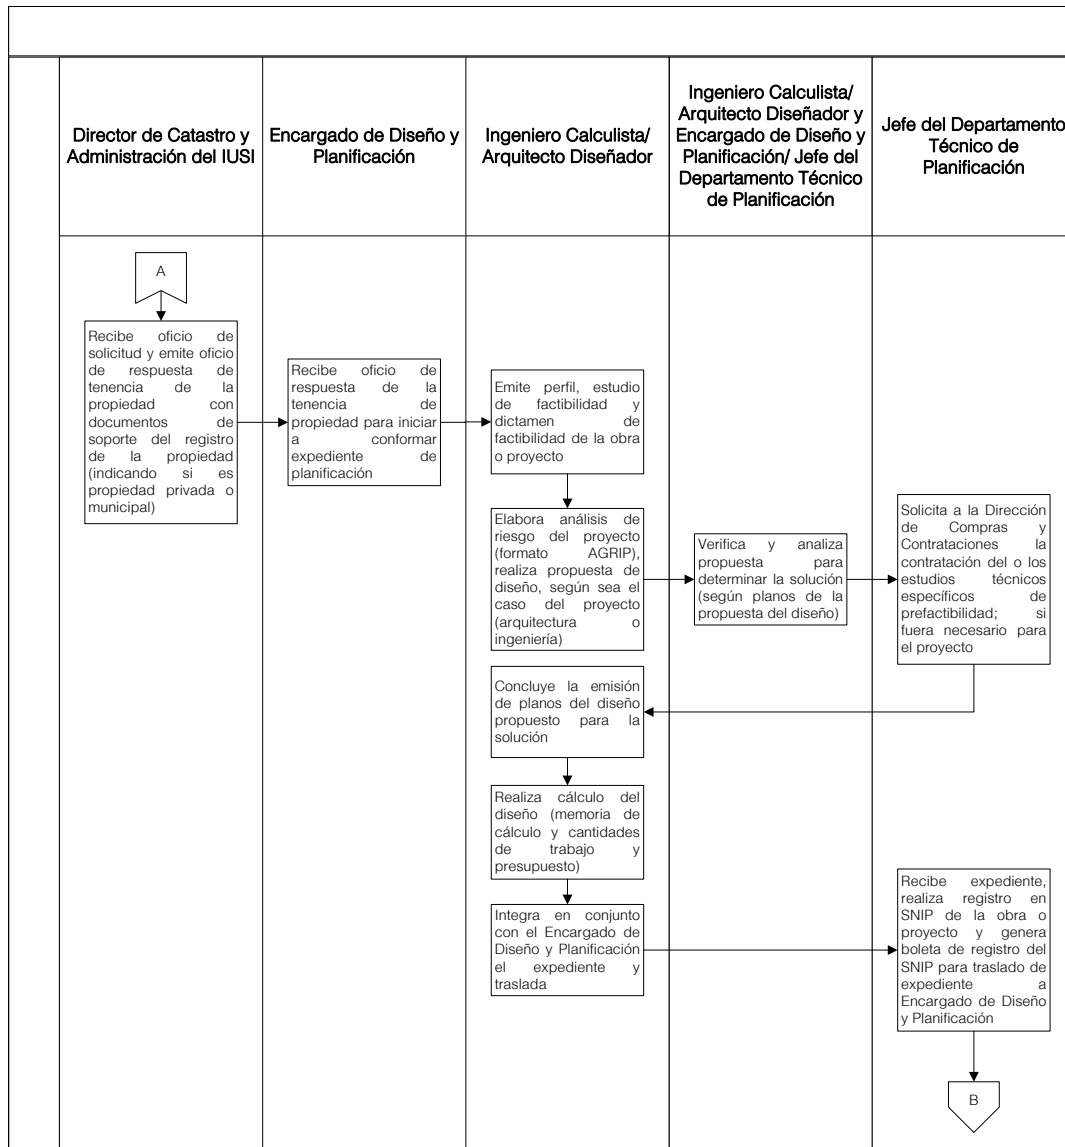 Director de Catastro y
Administración del IUSI
Encargado de Diseño y
Planificación
Ingeniero Calculista/
Arquitecto Diseñador
Ingeniero Calculista/
Arquitecto Diseñador y
Encargado de Diseño y
Planificación/ Jefe del
Departamento Técnico
de Planificación
Jefe del Departamento
Técnico de
Planificación
A
Recibe oficio de
solicitud y emite oficio
de respuesta de
tenencia de la
propiedad con
documentos de
soporte del registro
de la propiedad
(indicando si es
propiedad privada o
municipal)
Recibe oficio de
respuesta de la
tenencia de
propiedad para iniciar
a conformar
expediente de
planificación
Emite perfil, estudio
de factibilidad y
dictamen de
factibilidad de la obra
o proyecto
Elabora análisis de
riesgo del proyecto
(formato AGRIP),
realiza propuesta de
diseño, según sea el
caso del proyecto
(arquitectura o
ingeniería)
Verifica y analiza
propuesta para
determinar la solución
(según planos de la
propuesta del diseño)
Solicita a la Dirección
de Compras y
Contrataciones la
contratación del o los
estudios técnicos
específicos de
prefactibilidad; si
fuera necesario para
el proyecto
Concluye la emisión
de planos del diseño
propuesto para la
solución
Realiza cálculo del
diseño (memoria de
cálculo y cantidades
de trabajo y
presupuesto)
Integra en conjunto
con el Encargado de
Diseño y Planificación
el expediente y
traslada
Recibe expediente,
realiza registro en
SNIP de la obra o
proyecto y genera
boleta de registro del
SNIP para traslado de
expediente a
Encargado de Diseño
y Planificación
B